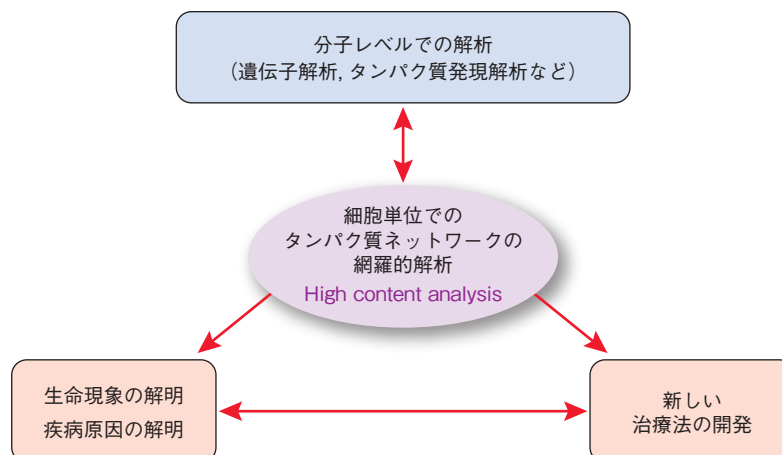 分子レベルでの解析
（遺伝子解析, タンパク質発現解析など）
細胞単位での
タンパク質ネットワークの
網羅的解析
High content analysis
生命現象の解明
疾病原因の解明
新しい
治療法の開発